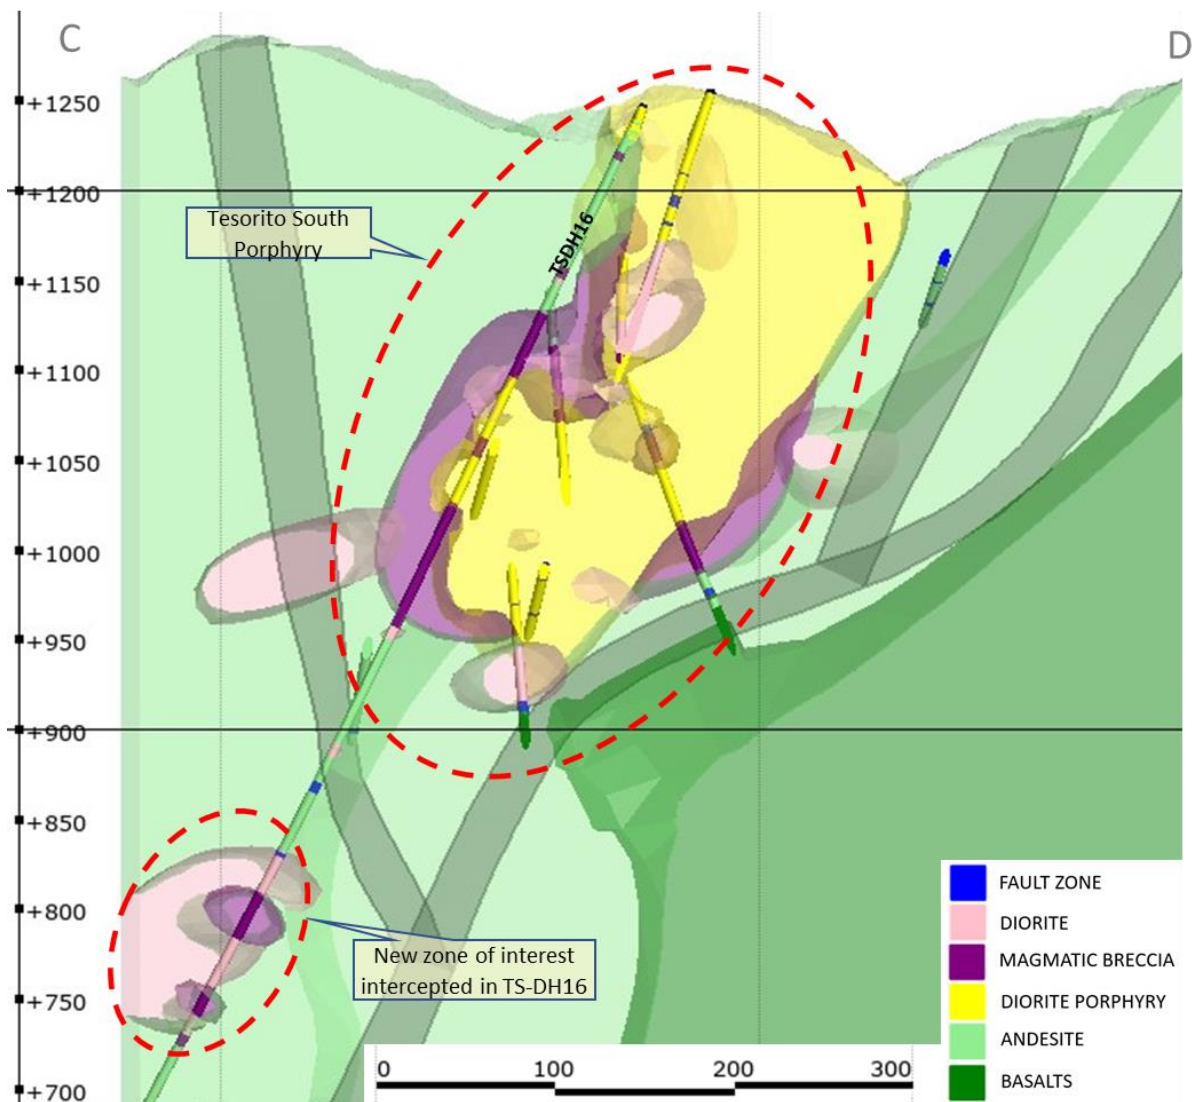 C
D
+1250
+1200
+1150
+1100
+1050
+1000
+950
+900
+850
+800
+750
+700
Tesorito South
Porphyry
TSDH16
New zone of interest
intercepted in TS-DH16
FAULT ZONE
DIORITE
MAGMATIC BRECCIA
DIORITE PORPHYRY
ANDESITE
BASALTS
0 100 200 300